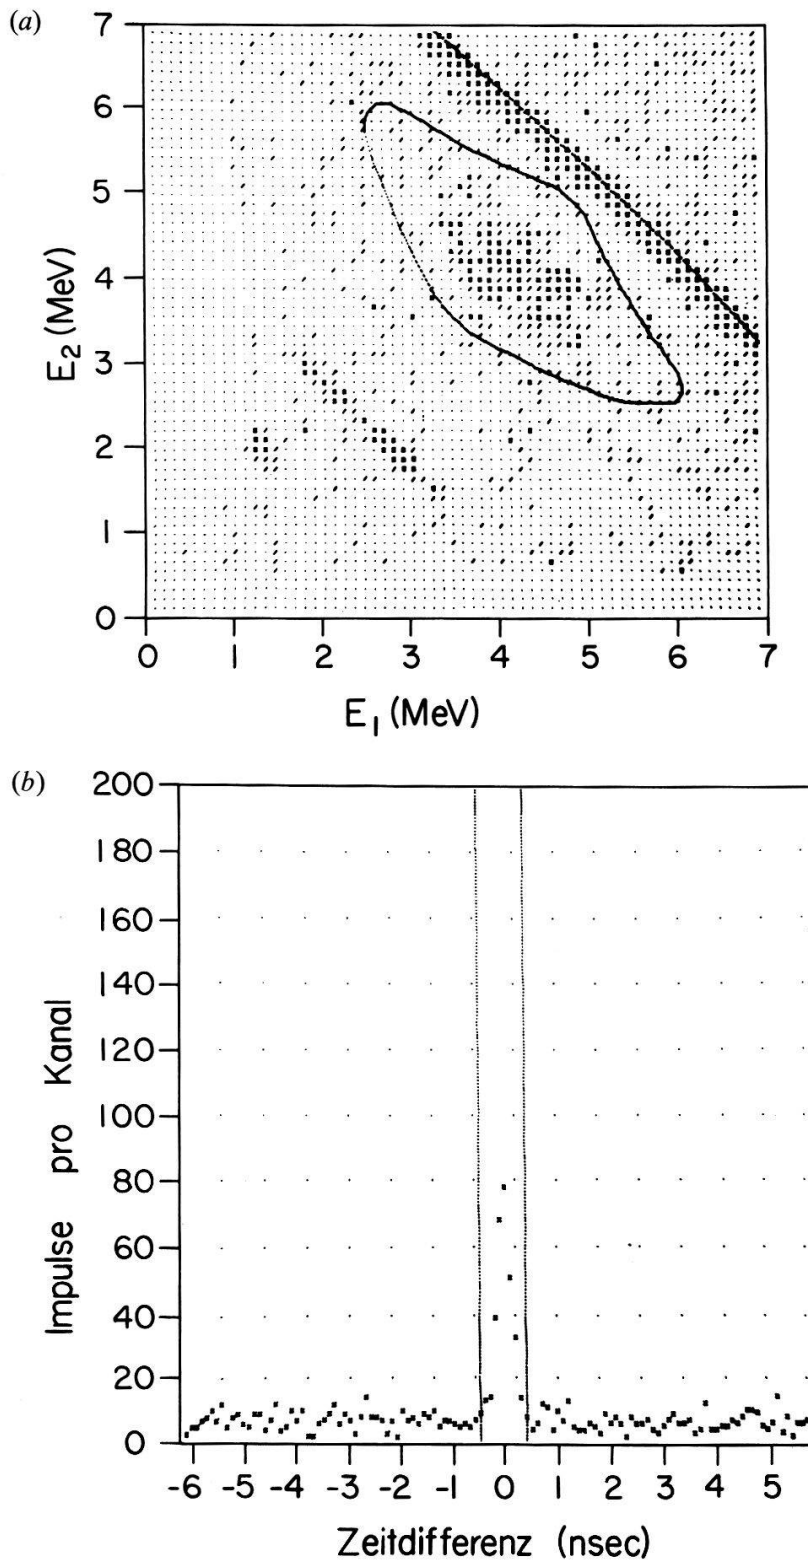 (a)
7
6
5
4
3
2
1
0
E₂ (MeV)
0 1 2 3 4 5 6 7
E₁ (MeV)
(b)
200
180
160
140
120
100
80
60
40
20
0
Impulse pro Kanal
-6 -5 -4 -3 -2 -1 0 1 2 3 4 5
Zeitdifferenz (nsec)